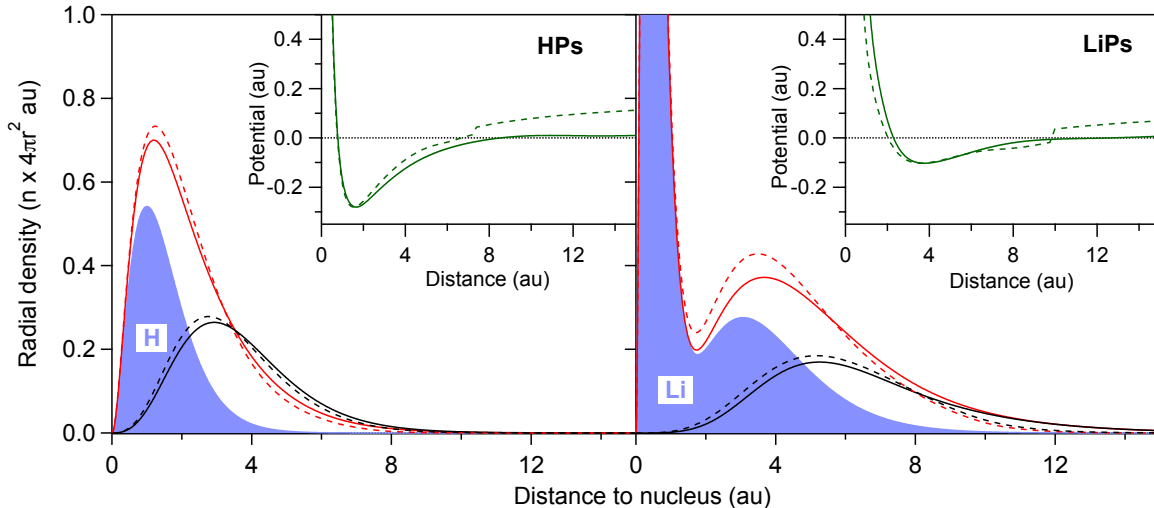 1.0
0.8
0.6
0.4
0.2
0.0
Radial density (n x 4πr² au)
0 4 8 12
H
HPs
0.4
0.2
0.0
-0.2
Potential (au)
0 4 8 12
Distance (au)
0 4 8 12
Li
LiPs
0.4
0.2
0.0
-0.2
Potential (au)
0 4 8 12
Distance (au)
Distance to nucleus (au)